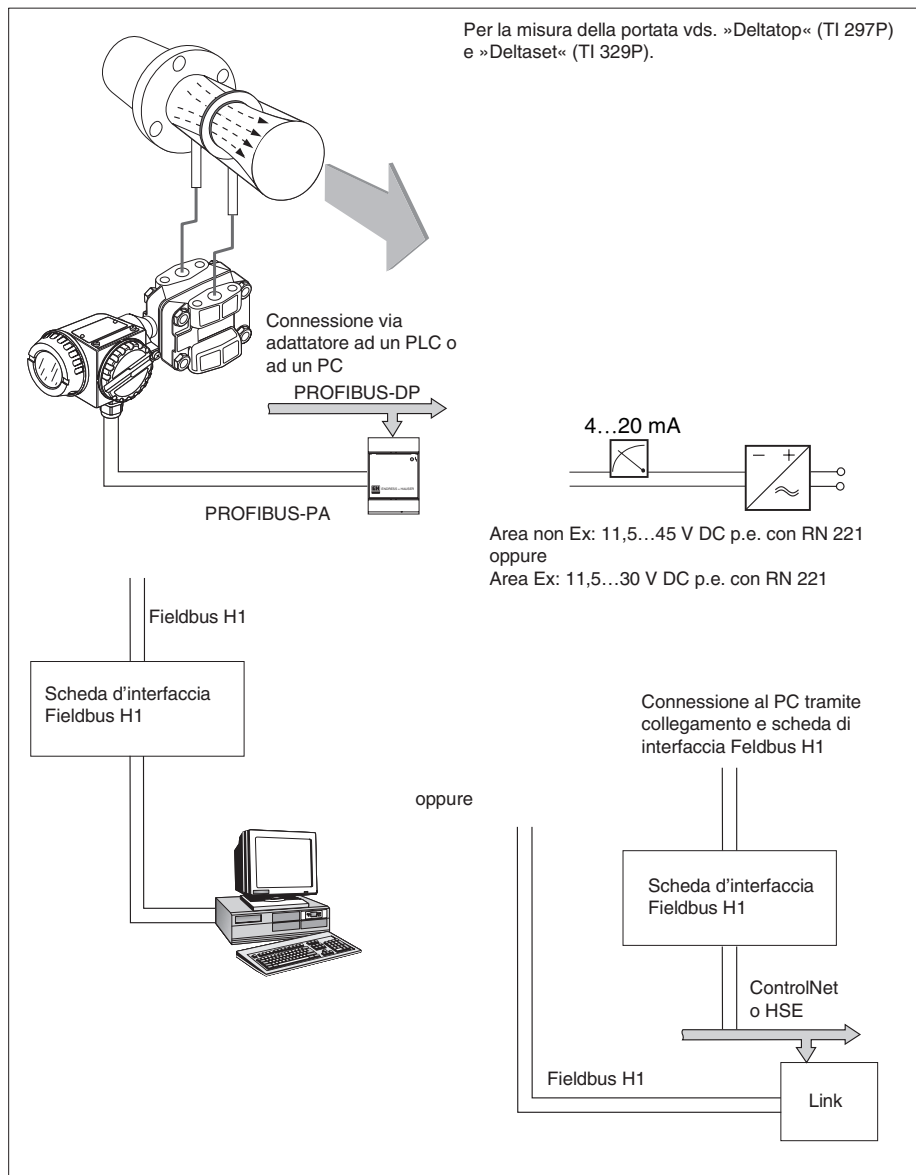 Per la misura della portata vds. »Deltatop« (TI 297P)
e »Deltaset« (TI 329P).
Connessione via
adattatore ad un PLC o
ad un PC
PROFIBUS-DP
ENDRESS+HAUSER
PROFIBUS-PA
4…20 mA
Area non Ex: 11,5…45 V DC p.e. con RN 221
oppure
Area Ex: 11,5…30 V DC p.e. con RN 221
Fieldbus H1
Scheda d'interfaccia
Fieldbus H1
oppure
Connessione al PC tramite
collegamento e scheda di
interfaccia Feldbus H1
Scheda d'interfaccia
Fieldbus H1
ControlNet
o HSE
Fieldbus H1
Link